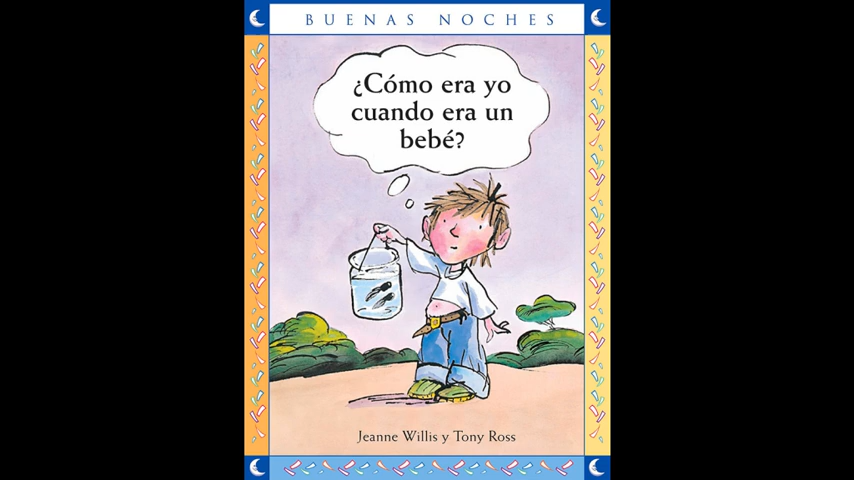 BUENAS NOCHES
¿Cómo era yo
cuando era un
bebé?
Jeanne Willis y Tony Ross